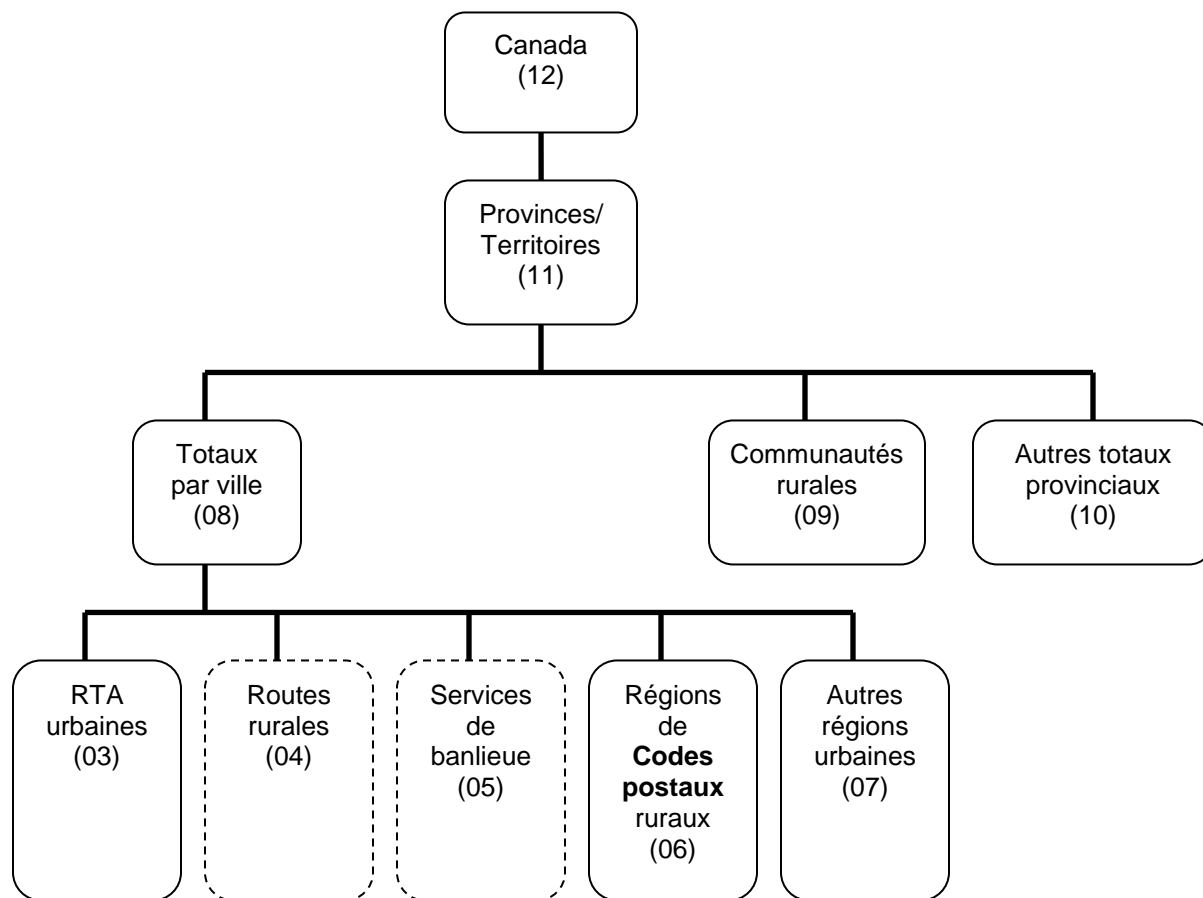 Canada
(12)
Provinces/
Territoires
(11)
Totaux
par ville
(08)
Communautés
rurales
(09)
Autres totaux
provinciaux
(10)
RTA
urbaines
(03)
Routes
rurales
(04)
Services
de
banlieue
(05)
Régions
de
Codes
postaux
ruraux
(06)
Autres
régions
urbaines
(07)